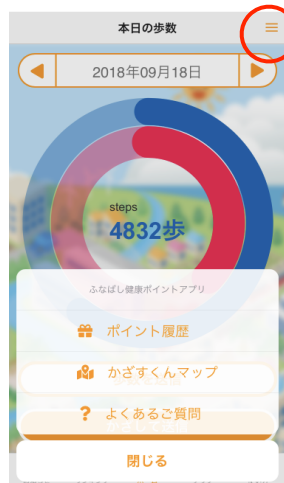 本日の歩数
2018年09月18日
steps
4832歩
ふなばし健康ポイントアプリ
ポイント履歴
かざすくんマップ
? よくあるご質問
閉じる